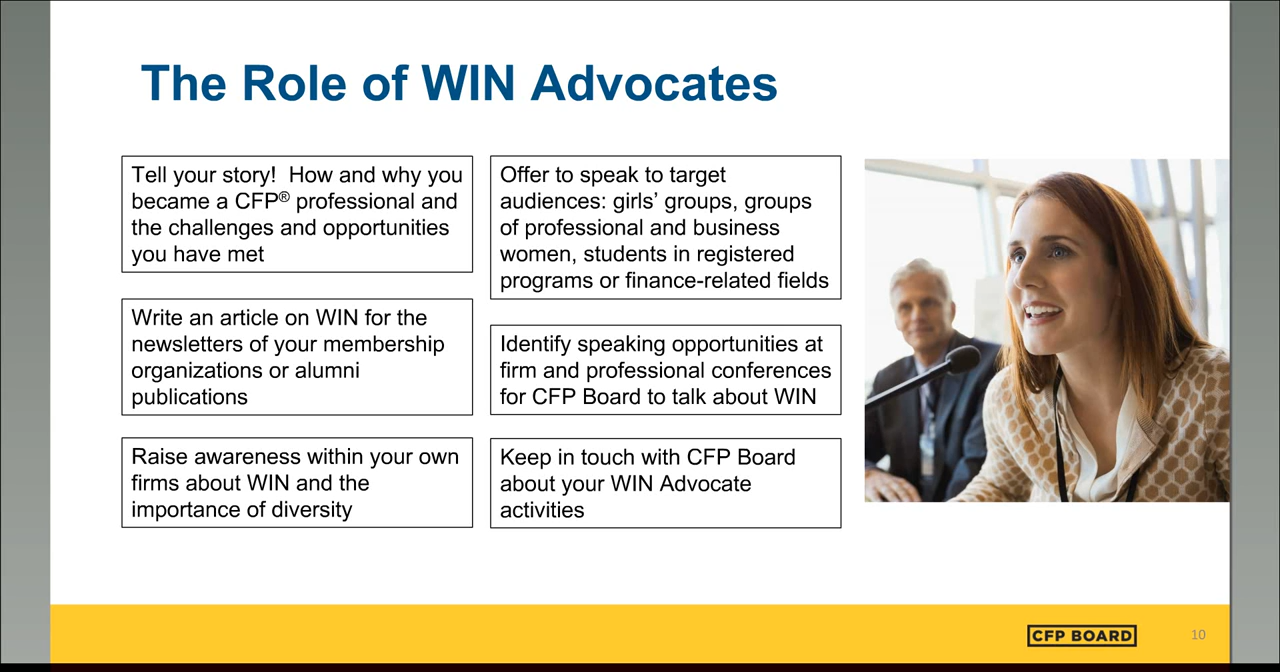 The Role of WIN Advocates
Tell your story!  How and why you
became a CFP® professional and
the challenges and opportunities
you have met
Write an article on WIN for the
newsletters of your membership
organizations or alumni
publications
Raise awareness within your own
firms about WIN and the
importance of diversity
Offer to speak to target
audiences: girls’ groups, groups
of professional and business
women, students in registered
programs or finance-related fields
Identify speaking opportunities at
firm and professional conferences
for CFP Board to talk about WIN
Keep in touch with CFP Board
about your WIN Advocate
activities
CFP BOARD
10